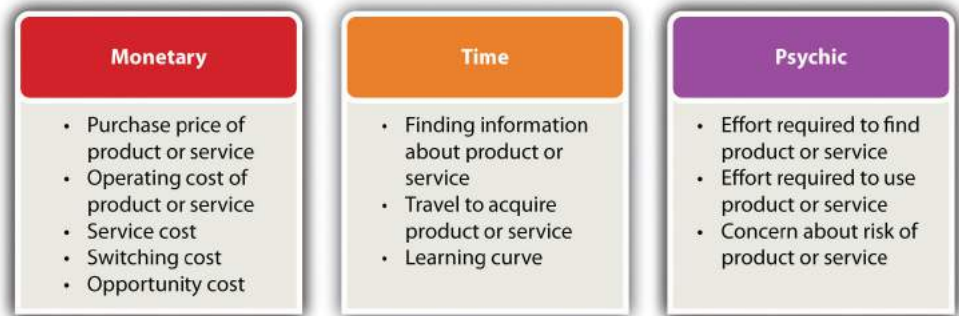 Monetary
• Purchase price of
product or service
• Operating cost of
product or service
• Service cost
• Switching cost
• Opportunity cost
Time
• Finding information
about product or
service
• Travel to acquire
product or service
• Learning curve
Psychic
• Effort required to find
product or service
• Effort required to use
product or service
• Concern about risk of
product or service